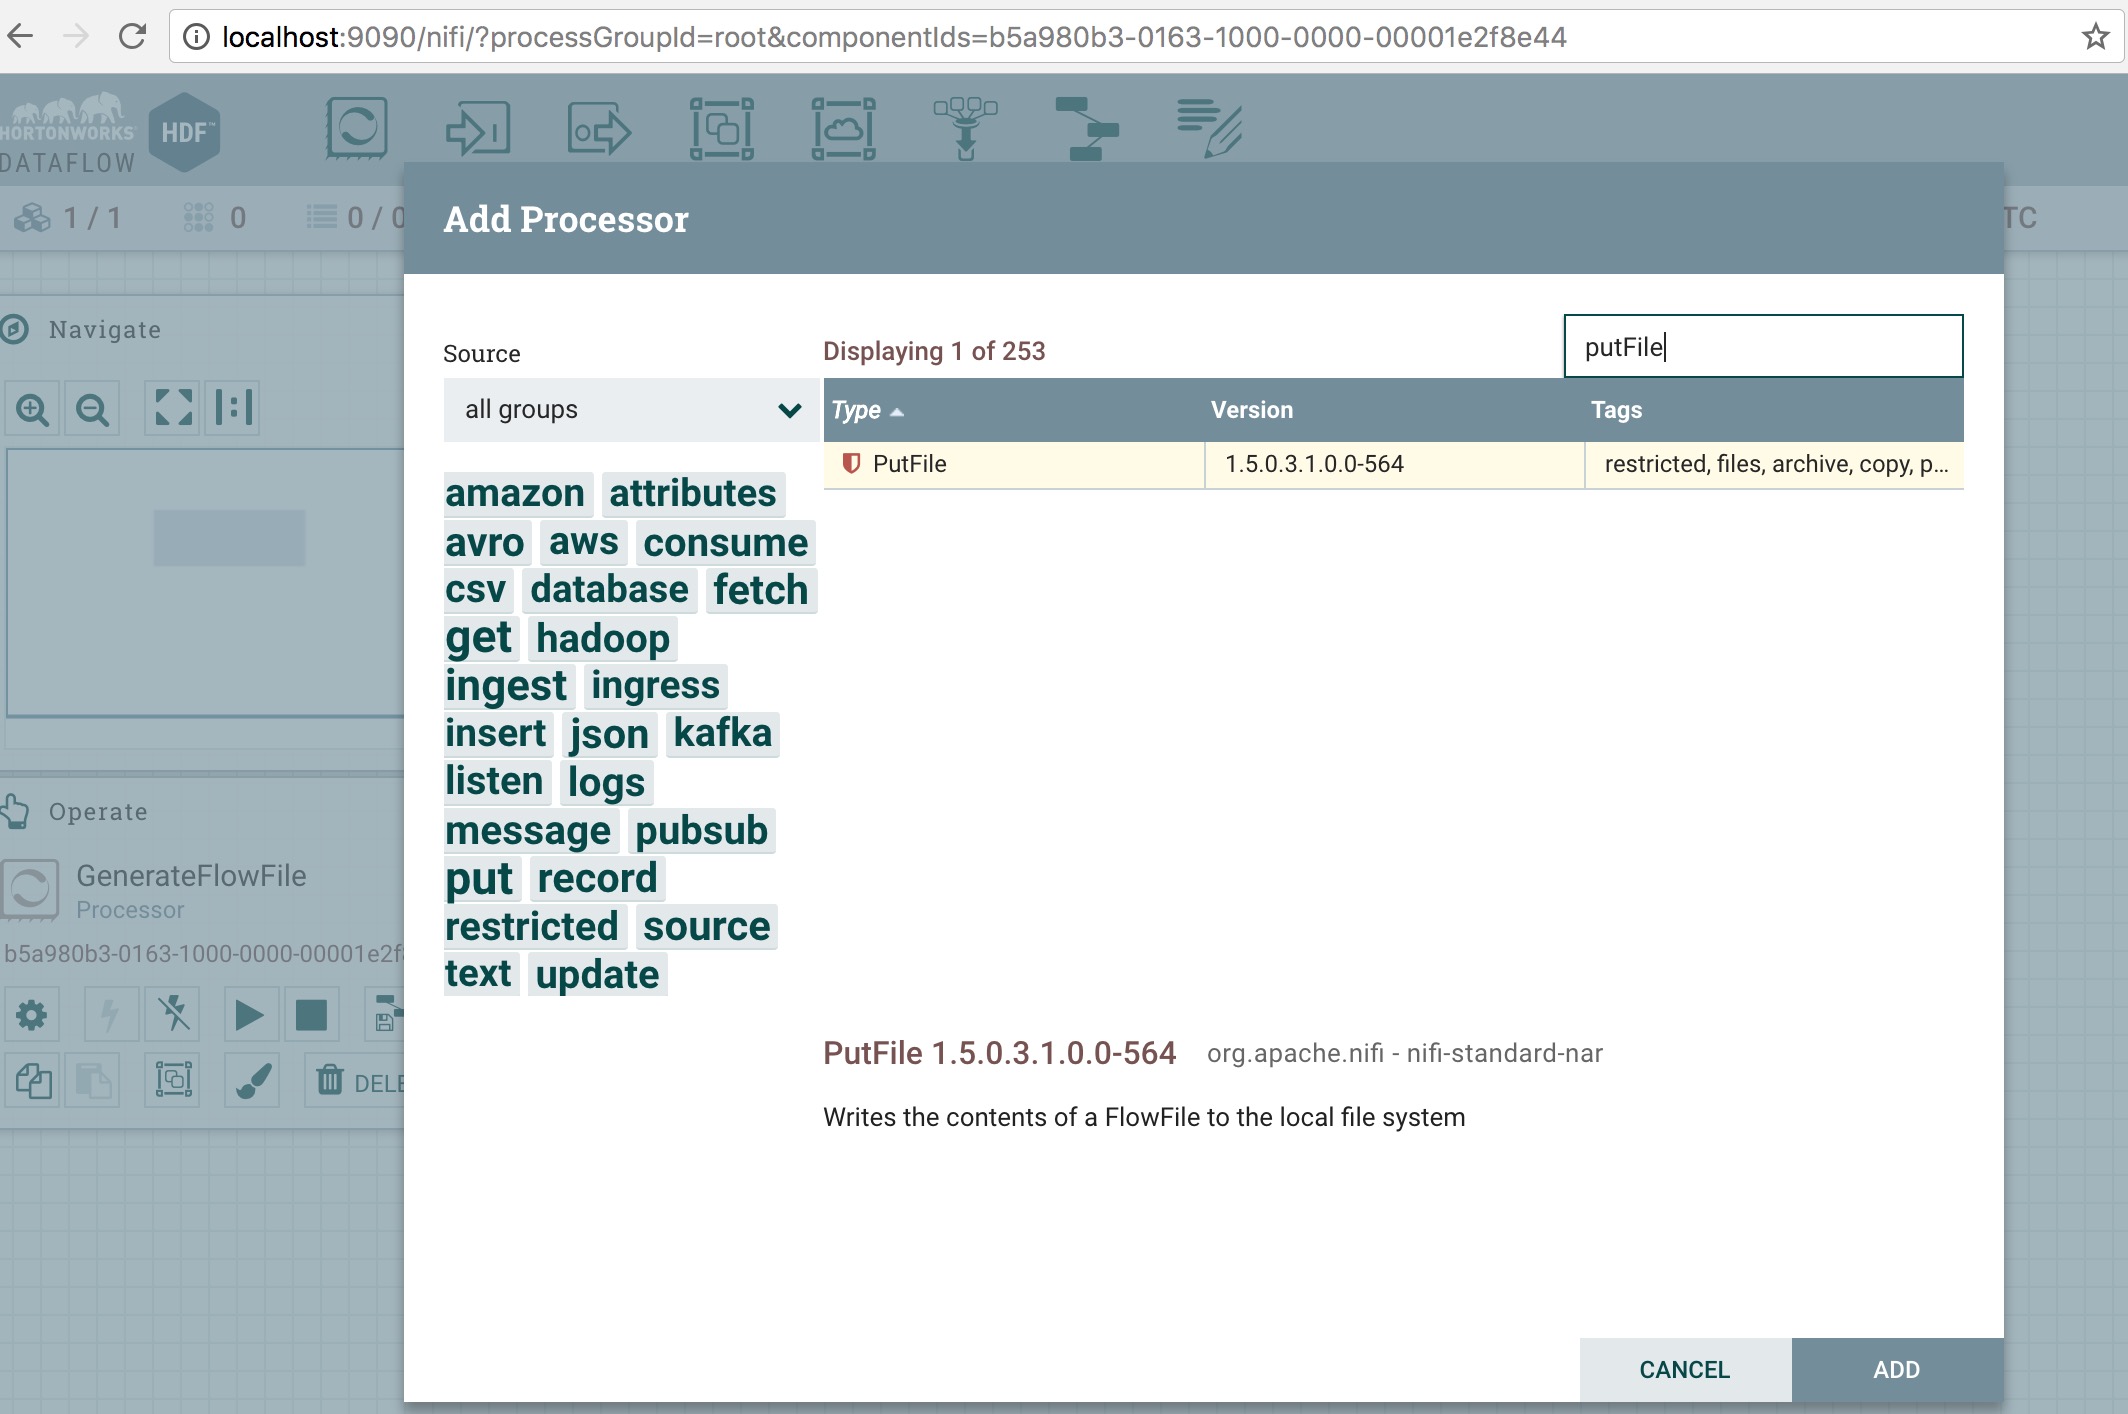 localhost:9090/nifi/?processGroupId=root&componentIds=b5a980b3-0163-1000-0000-00001e2f8e44
HORTONWORKS
DATAFLOW
HDF™
1 / 1
0
0 / 0
TC
Add Processor
Navigate
Source
Displaying 1 of 253
putFile
all groups
Type
Version
Tags
PutFile
1.5.0.3.1.0.0-564
restricted, files, archive, copy, p...
amazon attributes
avro aws consume
csv database fetch
get hadoop
ingest ingress
insert json kafka
listen logs
message pubsub
put record
restricted source
text update
Operate
GenerateFlowFile
Processor
b5a980b3-0163-1000-0000-00001e2f
DELE
PutFile 1.5.0.3.1.0.0-564 org.apache.nifi - nifi-standard-nar
Writes the contents of a FlowFile to the local file system
CANCEL
ADD